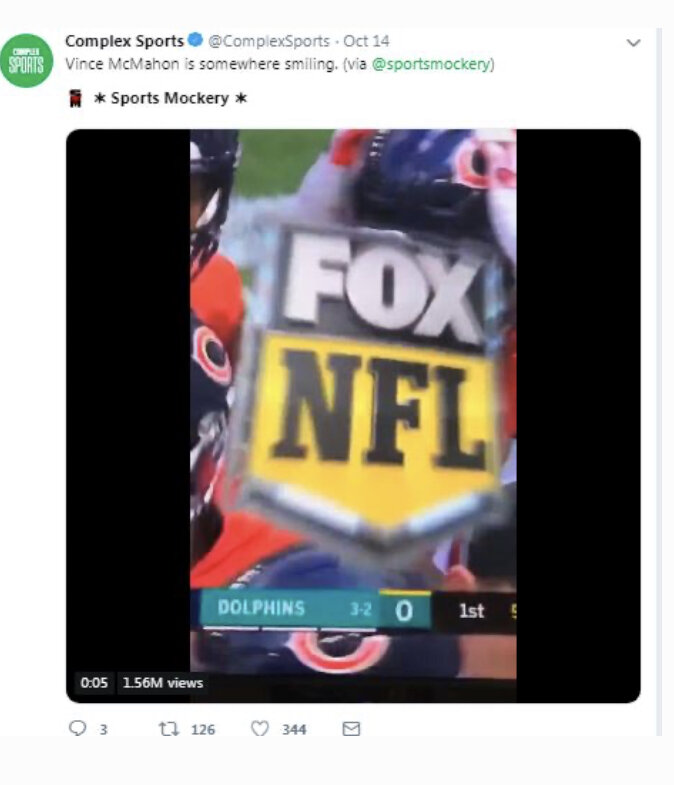 COMPLEX
SPORTS
Complex Sports @ComplexSports · Oct 14
Vince McMahon is somewhere smiling. (via @sportsmockery)
* Sports Mockery *
FOX
NFL
DOLPHINS 3-2 0 1st
0:05 1.56M views
3 126 344